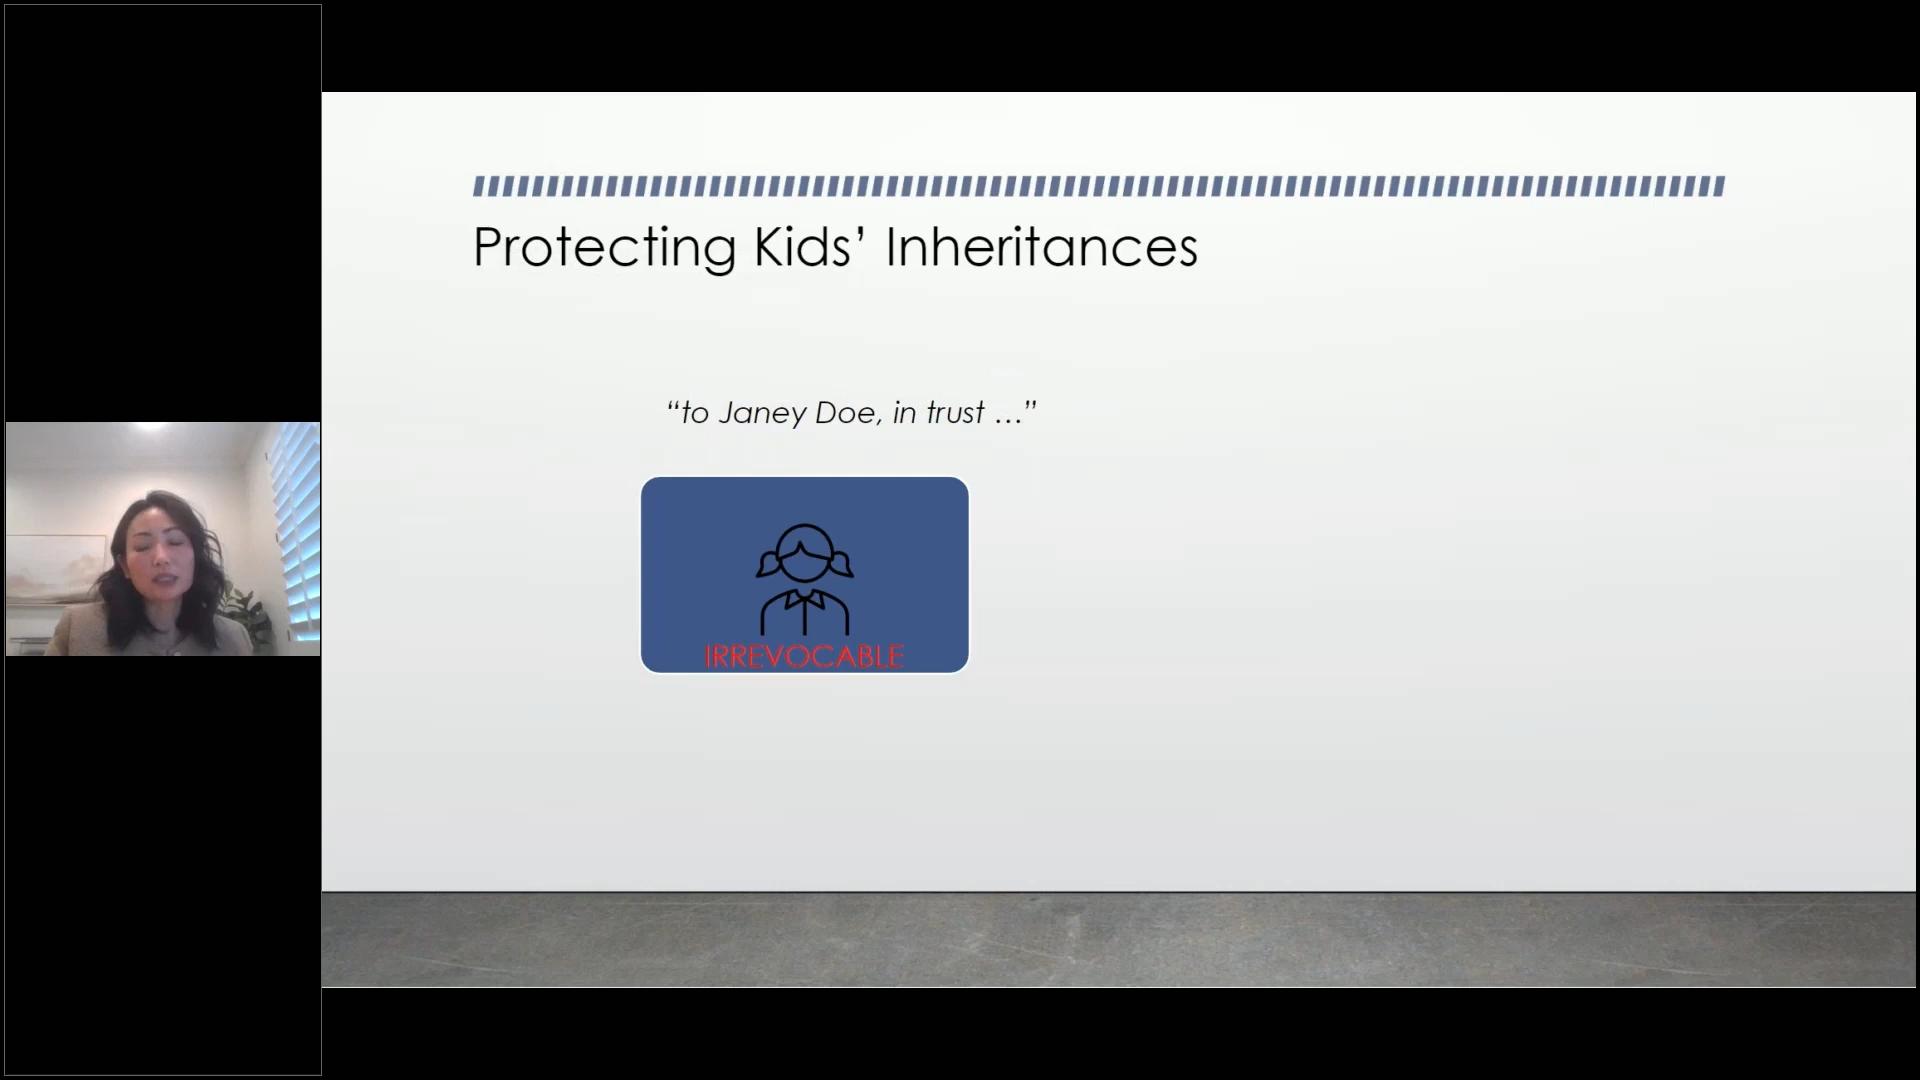 Protecting Kids’ Inheritances
“to Janey Doe, in trust …”
IRREVOCABLE